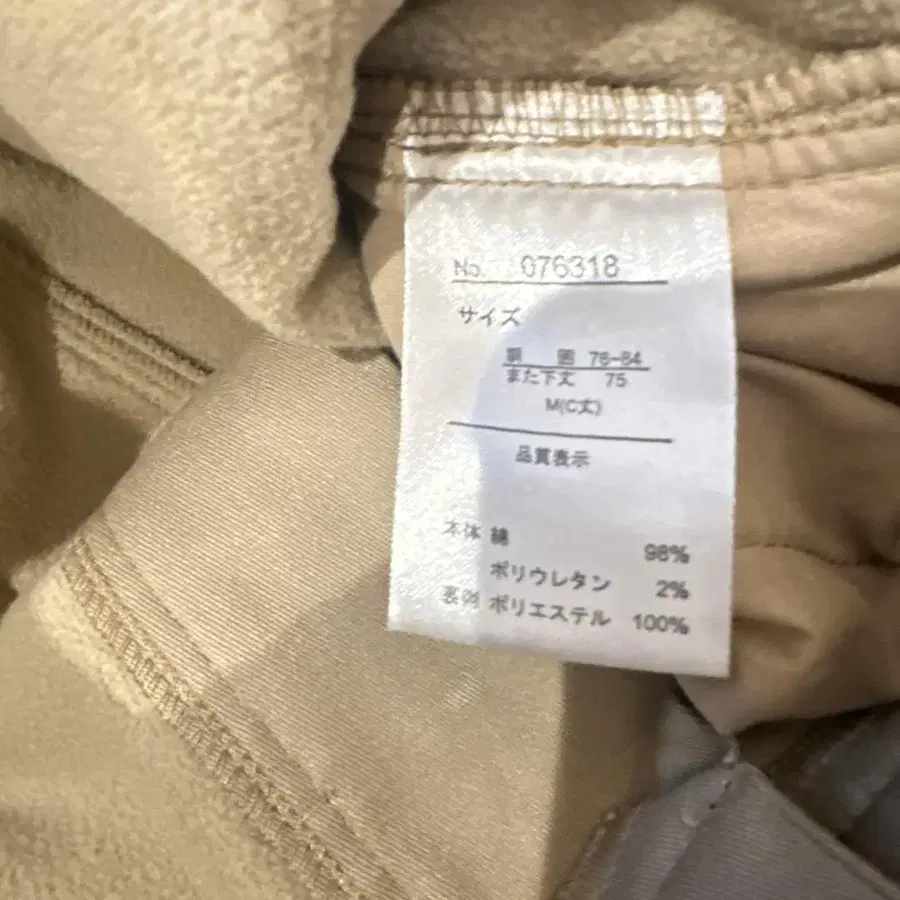 No. 076318
サイズ
胴 囲 76-84
また下丈 75
M(C丈)
品質表示
本体 綿 98%
ポリウレタン 2%
裏地 ポリエステル 100%